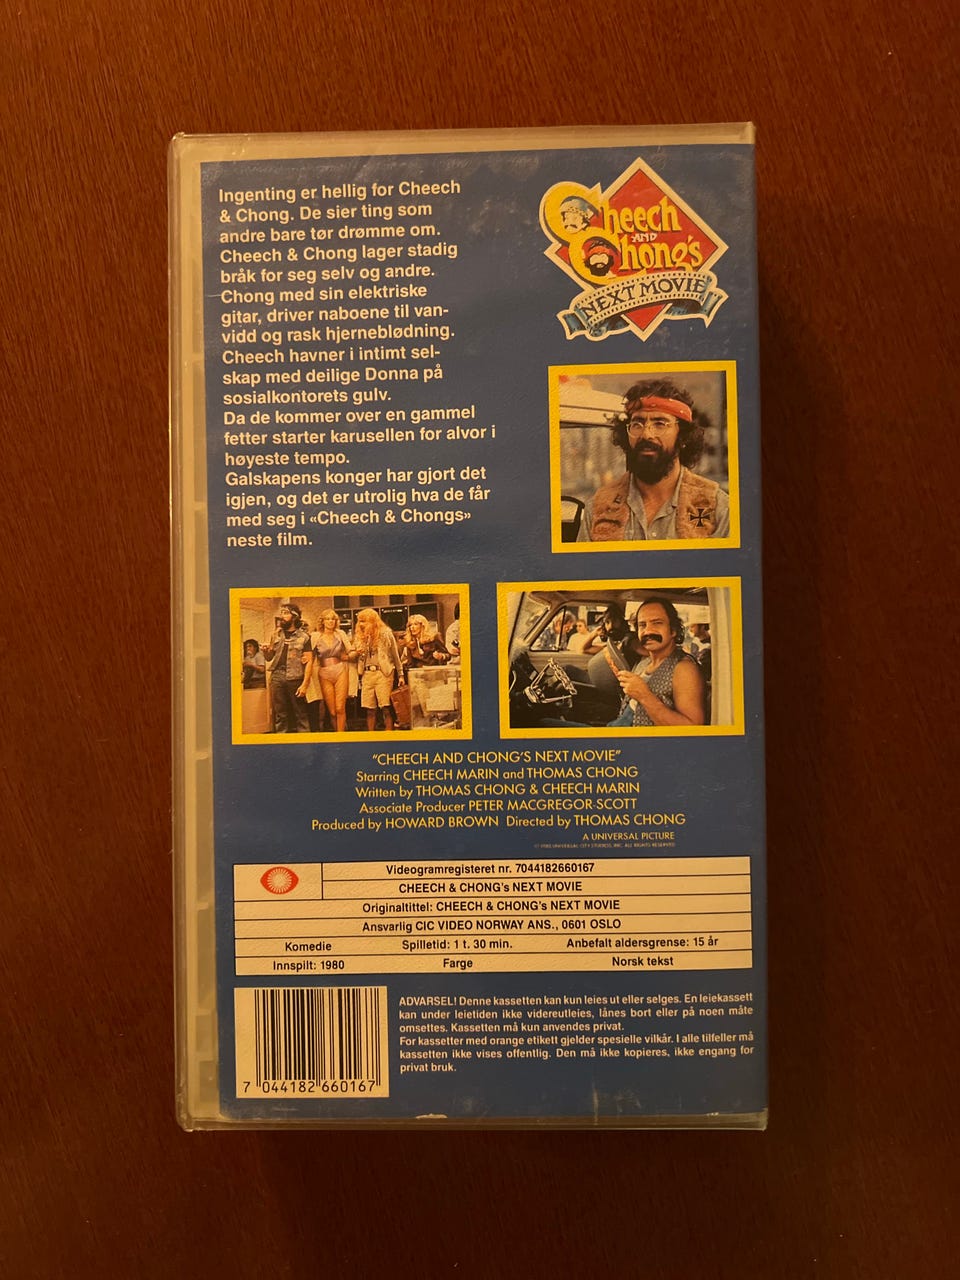 Ingenting er hellig for Cheech
& Chong. De sier ting som
andre bare tør drømme om.
Cheech & Chong lager stadig
bråk for seg selv og andre.
Chong med sin elektriske
gitar, driver naboene til van-
vidd og rask hjerneblødning.
Cheech havner i intimt sel-
skap med deilige Donna på
sosialkontorets gulv.
Da de kommer over en gammel
fetter starter karusellen for alvor i
høyeste tempo.
Galskapens konger har gjort det
igjen, og det er utrolig hva de får
med seg i «Cheech & Chongs»
neste film.
Cheech
AND
Chong's
NEXT MOVIE
"CHEECH AND CHONG'S NEXT MOVIE"
Starring CHEECH MARIN and THOMAS CHONG
Written by THOMAS CHONG & CHEECH MARIN
Associate Producer PETER MACGREGOR-SCOTT
Produced by HOWARD BROWN Directed by THOMAS CHONG
A UNIVERSAL PICTURE
© 1980 UNIVERSAL CITY STUDIOS, INC. ALL RIGHTS RESERVED
Videogramregisteret nr. 7044182660167
CHEECH & CHONG's NEXT MOVIE
Originaltittel: CHEECH & CHONG's NEXT MOVIE
Ansvarlig CIC VIDEO NORWAY ANS., 0601 OSLO
Komedie Spilletid: 1 t. 30 min. Anbefalt aldersgrense: 15 år
Innspilt: 1980 Farge Norsk tekst
7 044182 660167
ADVARSEL! Denne kassetten kan kun leies ut eller selges. En leiekassett
kan under leietiden ikke videreutleies, lånes bort eller på noen måte
omsettes. Kassetten må kun anvendes privat.
For kassetter med orange etikett gjelder spesielle vilkår. I alle tilfeller må
kassetten ikke vises offentlig. Den må ikke kopieres, ikke engang for
privat bruk.